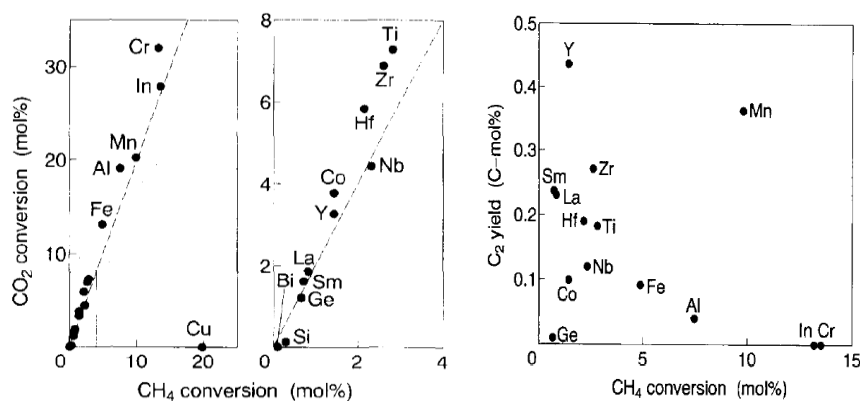 CO2 conversion (mol%)
30
20
10
0
Cr
In
Mn
Al
Fe
Cu
0
10
20
8
6
4
2
0
Ti
Zr
Hf
Nb
Co
Y
La
Bi
Sm
Ge
Si
2
4
CH4 conversion (mol%)
C2 yield (C-mol%)
0.5
0.4
0.3
0.2
0.1
0
Y
Mn
Zr
Sm
La
Hf
Ti
Nb
Co
Fe
Al
Ge
In Cr
0
5
10
15
CH4 conversion (mol%)